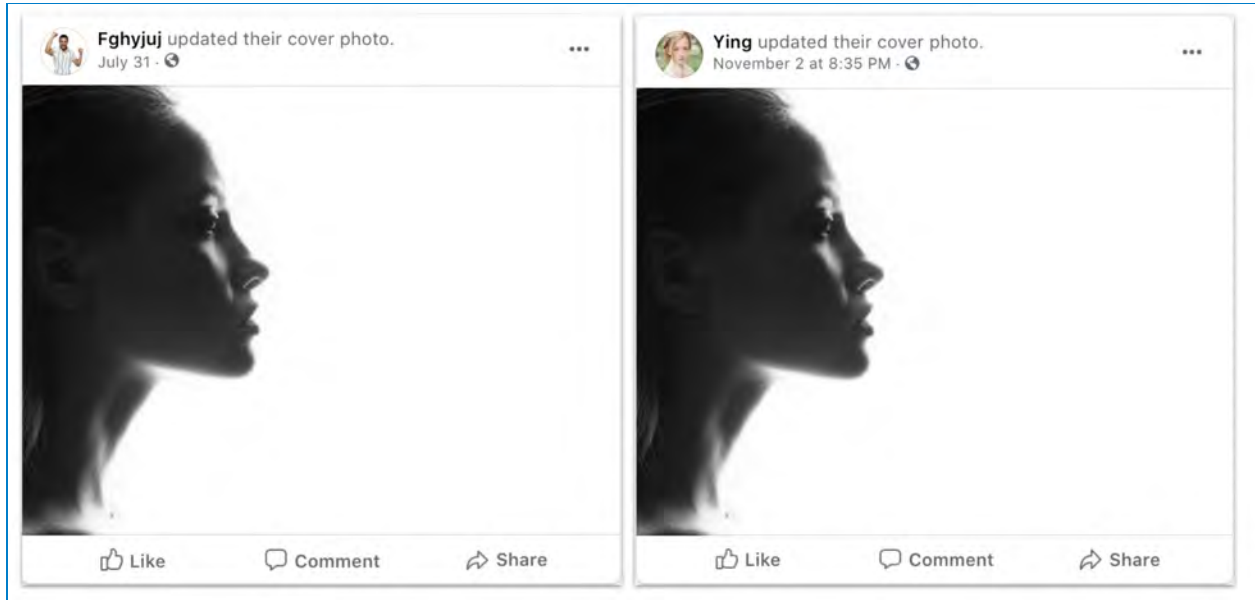 Fghyjuj updated their cover photo.
July 31 ·
Like Comment Share
Ying updated their cover photo.
November 2 at 8:35 PM ·
Like Comment Share